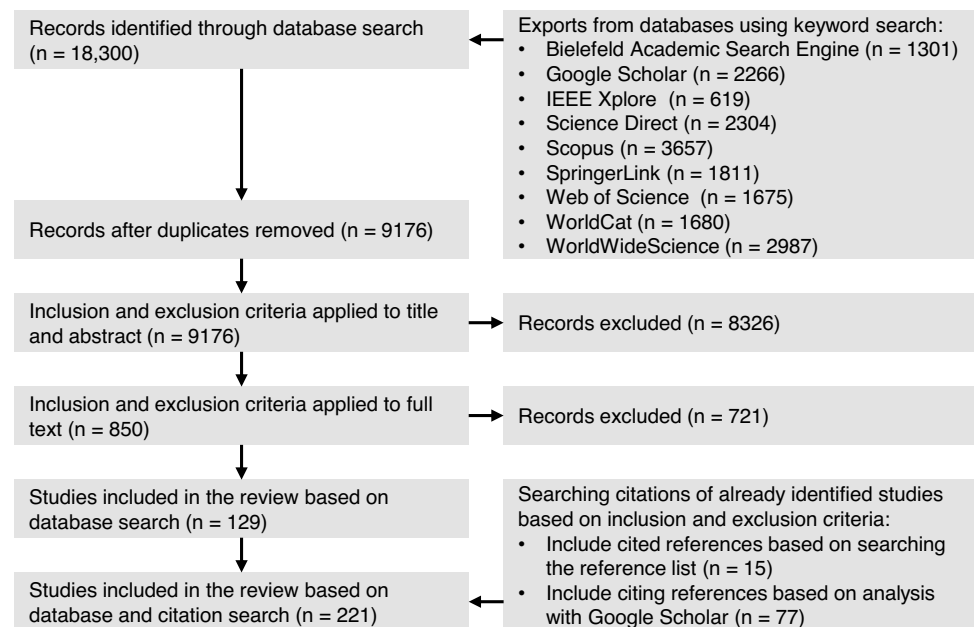 Records identified through database search
(n = 18,300)
Exports from databases using keyword search:
• Bielefeld Academic Search Engine (n = 1301)
• Google Scholar (n = 2266)
• IEEE Xplore (n = 619)
• Science Direct (n = 2304)
• Scopus (n = 3657)
• SpringerLink (n = 1811)
• Web of Science (n = 1675)
• WorldCat (n = 1680)
• WorldWideScience (n = 2987)
Records after duplicates removed (n = 9176)
Inclusion and exclusion criteria applied to title
and abstract (n = 9176)
Records excluded (n = 8326)
Inclusion and exclusion criteria applied to full
text (n = 850)
Records excluded (n = 721)
Studies included in the review based on
database search (n = 129)
Searching citations of already identified studies
based on inclusion and exclusion criteria:
• Include cited references based on searching
the reference list (n = 15)
• Include citing references based on analysis
with Google Scholar (n = 77)
Studies included in the review based on
database and citation search (n = 221)